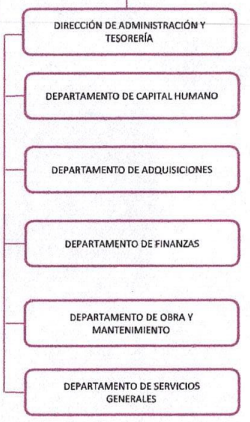 DIRECCIÓN DE ADMINISTRACIÓN Y
TESORERÍA
DEPARTAMENTO DE CAPITAL HUMANO
DEPARTAMENTO DE ADQUISICIONES
DEPARTAMENTO DE FINANZAS
DEPARTAMENTO DE OBRA Y
MANTENIMIENTO
DEPARTAMENTO DE SERVICIOS
GENERALES